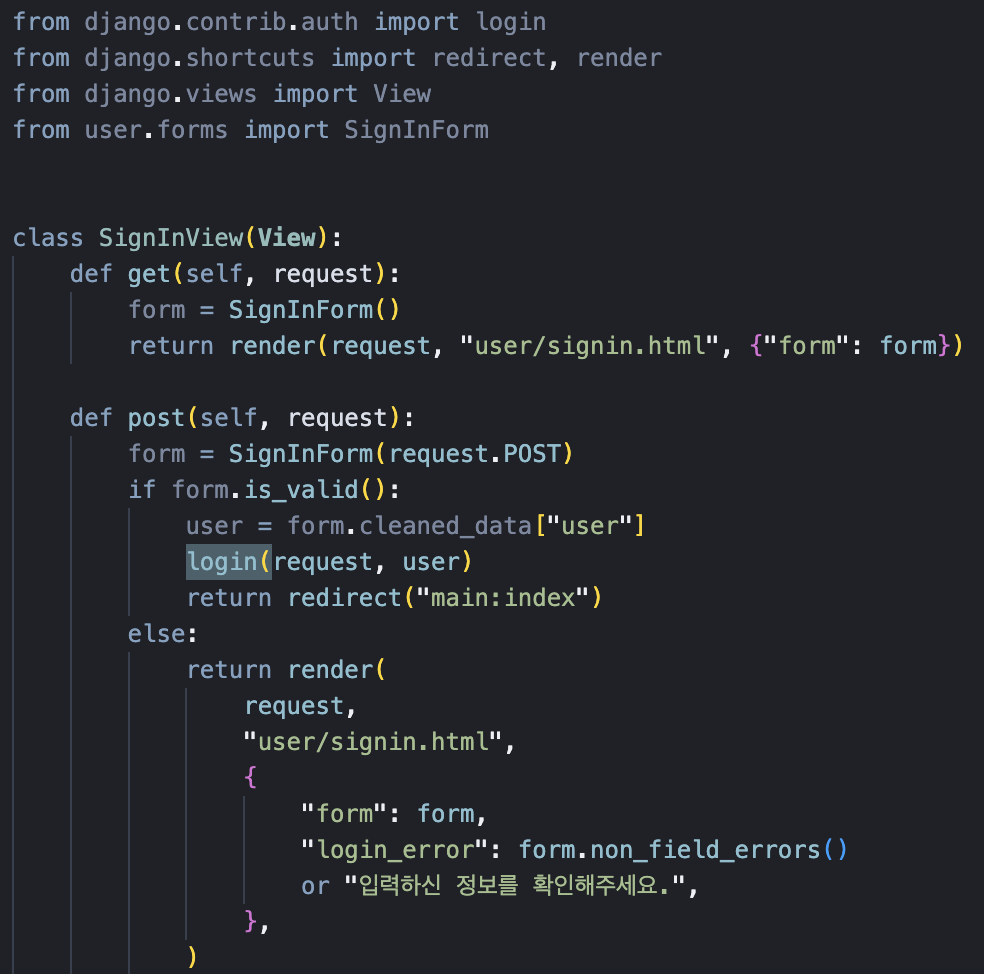 from django.contrib.auth import login
from django.shortcuts import redirect, render
from django.views import View
from user.forms import SignInForm
class SignInView(View):
def get(self, request):
form = SignInForm()
return render(request, "user/signin.html", {"form": form})
def post(self, request):
form = SignInForm(request.POST)
if form.is_valid():
user = form.cleaned_data["user"]
login(request, user)
return redirect("main:index")
else:
return render(
request,
"user/signin.html",
{
"form": form,
"login_error": form.non_field_errors()
or "입력하신 정보를 확인해주세요.",
},
)